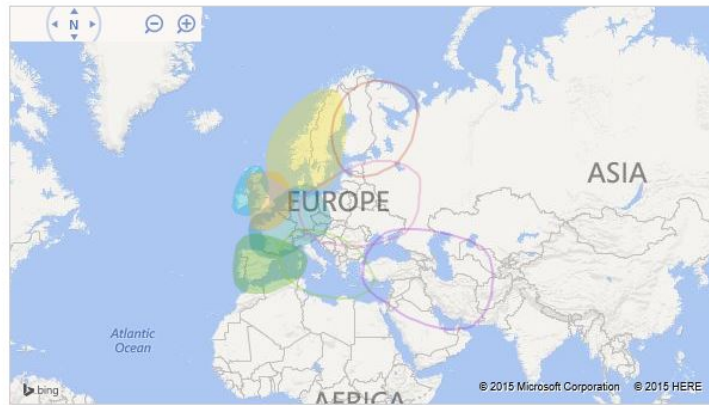 N
ASIA
EUROPE
Atlantic
Ocean
bing
© 2015 Microsoft Corporation © 2015 HERE
AFRICA